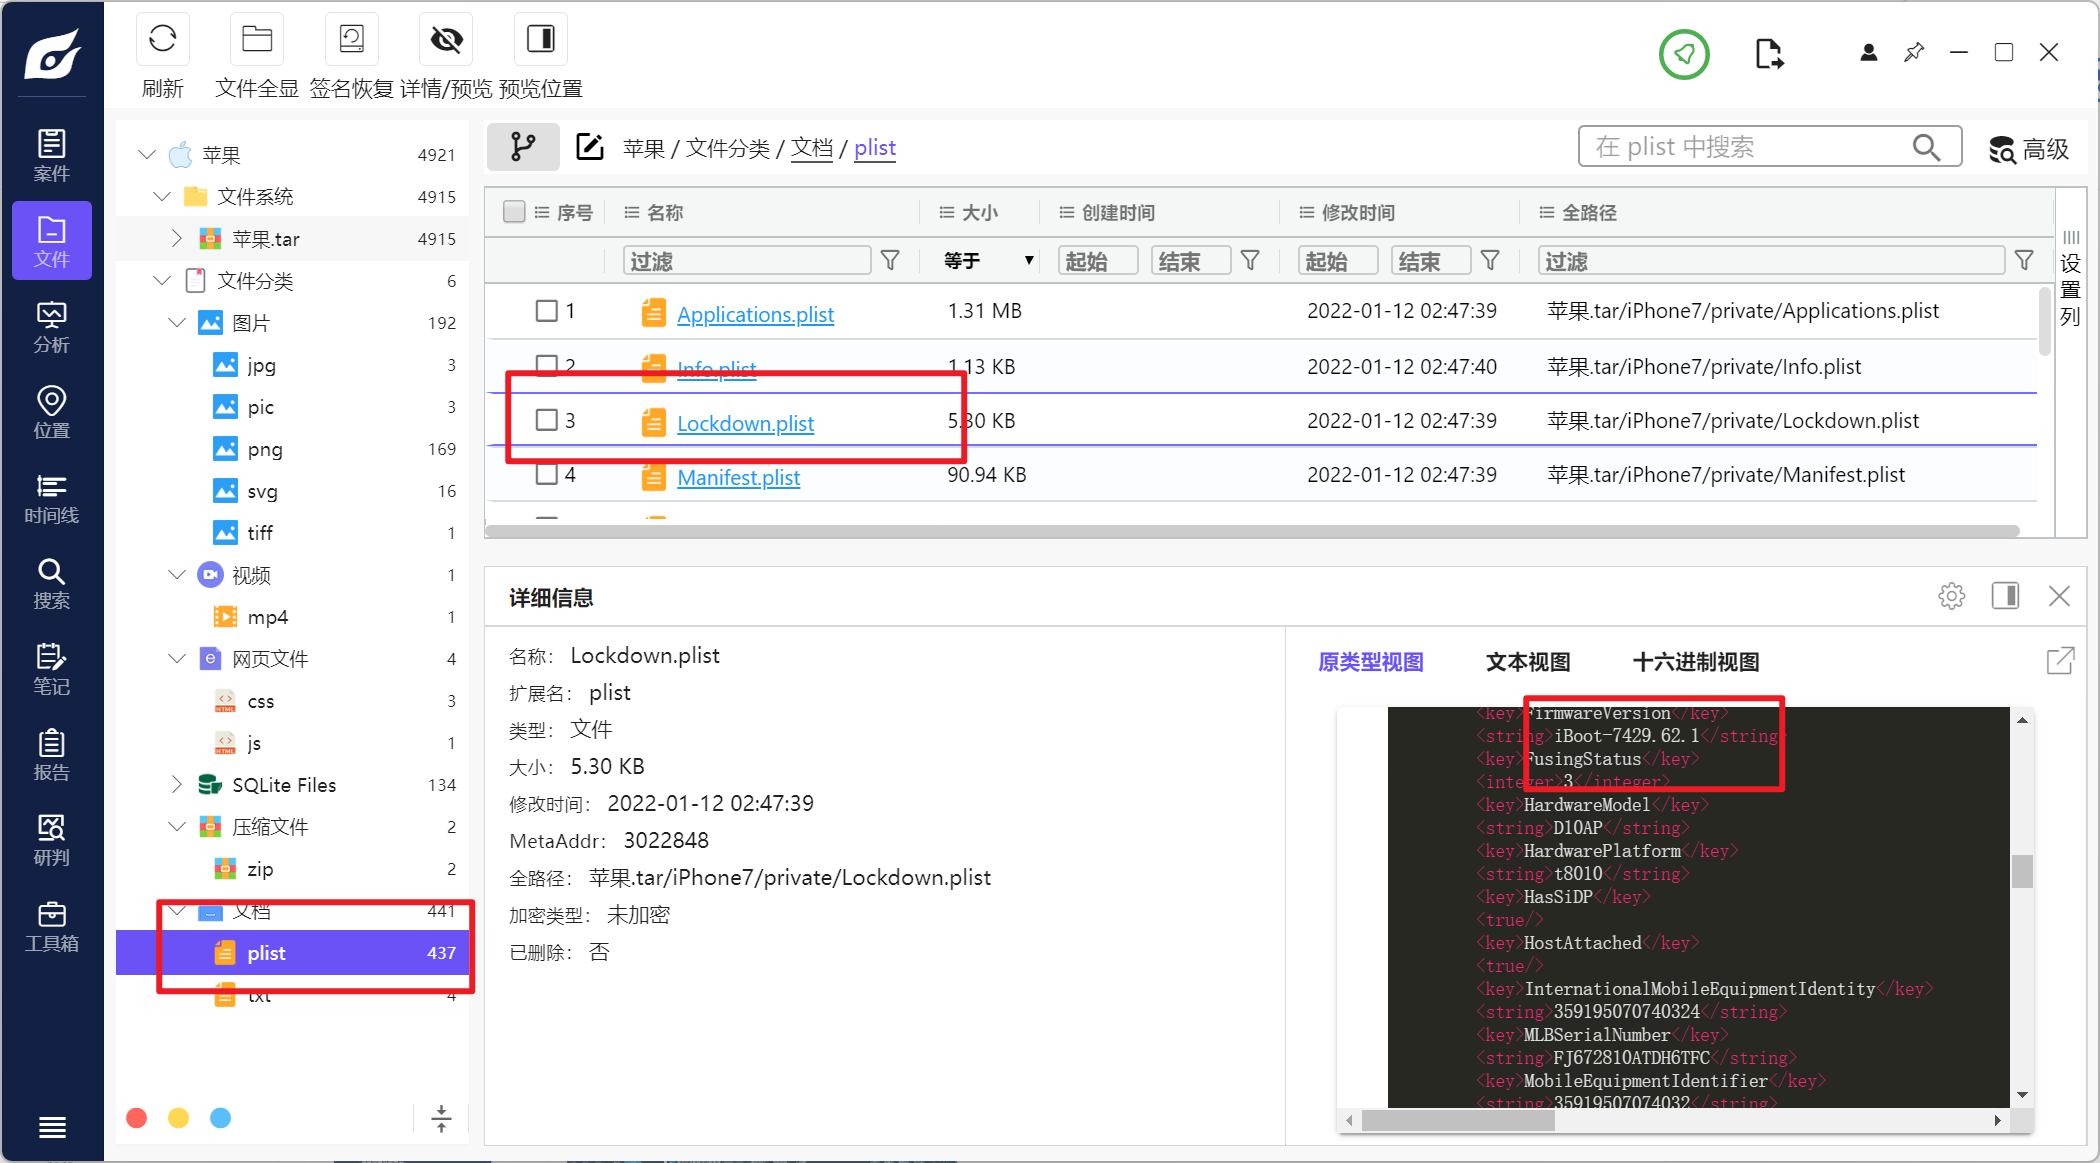 刷新
文件全显
签名恢复
详情/预览
预览位置
案件
文件
分析
位置
时间线
搜索
笔记
报告
研判
工具箱
苹果 4921
文件系统 4915
苹果.tar 4915
文件分类 6
图片 192
jpg 3
pic 3
png 169
svg 16
tiff 1
视频 1
mp4 1
网页文件 4
css 3
js 1
SQLite Files 134
压缩文件 2
zip 2
文档 441
plist 437
txt 4
苹果 / 文件分类 / 文档 / plist
在 plist 中搜索
高级
序号 名称 大小 创建时间 修改时间 全路径
过滤 等于 起始 结束 起始 结束 过滤
设置列
1 Applications.plist 1.31 MB 2022-01-12 02:47:39 苹果.tar/iPhone7/private/Applications.plist
2 Info.plist 1.13 KB 2022-01-12 02:47:40 苹果.tar/iPhone7/private/Info.plist
3 Lockdown.plist 5.30 KB 2022-01-12 02:47:39 苹果.tar/iPhone7/private/Lockdown.plist
4 Manifest.plist 90.94 KB 2022-01-12 02:47:39 苹果.tar/iPhone7/private/Manifest.plist
详细信息
名称: Lockdown.plist
扩展名: plist
类型: 文件
大小: 5.30 KB
修改时间: 2022-01-12 02:47:39
MetaAddr: 3022848
全路径: 苹果.tar/iPhone7/private/Lockdown.plist
加密类型: 未加密
已删除: 否
原类型视图 文本视图 十六进制视图
<key>FirmwareVersion</key>
<string>iBoot-7429.62.1</string>
<key>FusingStatus</key>
<integer>3</integer>
<key>HardwareModel</key>
<string>D10AP</string>
<key>HardwarePlatform</key>
<string>t8010</string>
<key>HasSiDP</key>
<true/>
<key>HostAttached</key>
<true/>
<key>InternationalMobileEquipmentIdentity</key>
<string>359195070740324</string>
<key>MLBSerialNumber</key>
<string>FJ672810ATDH6TFC</string>
<key>MobileEquipmentIdentifier</key>
<string>35919507074032</string>